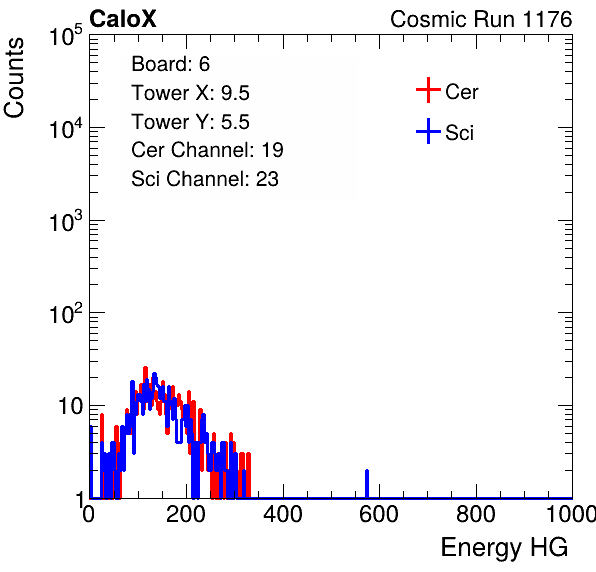 CaloX Cosmic Run 1176
Counts
10^5
10^4
10^3
10^2
10
1
Board: 6
Tower X: 9.5
Tower Y: 5.5
Cer Channel: 19
Sci Channel: 23
Cer
Sci
0 200 400 600 800 1000
Energy HG